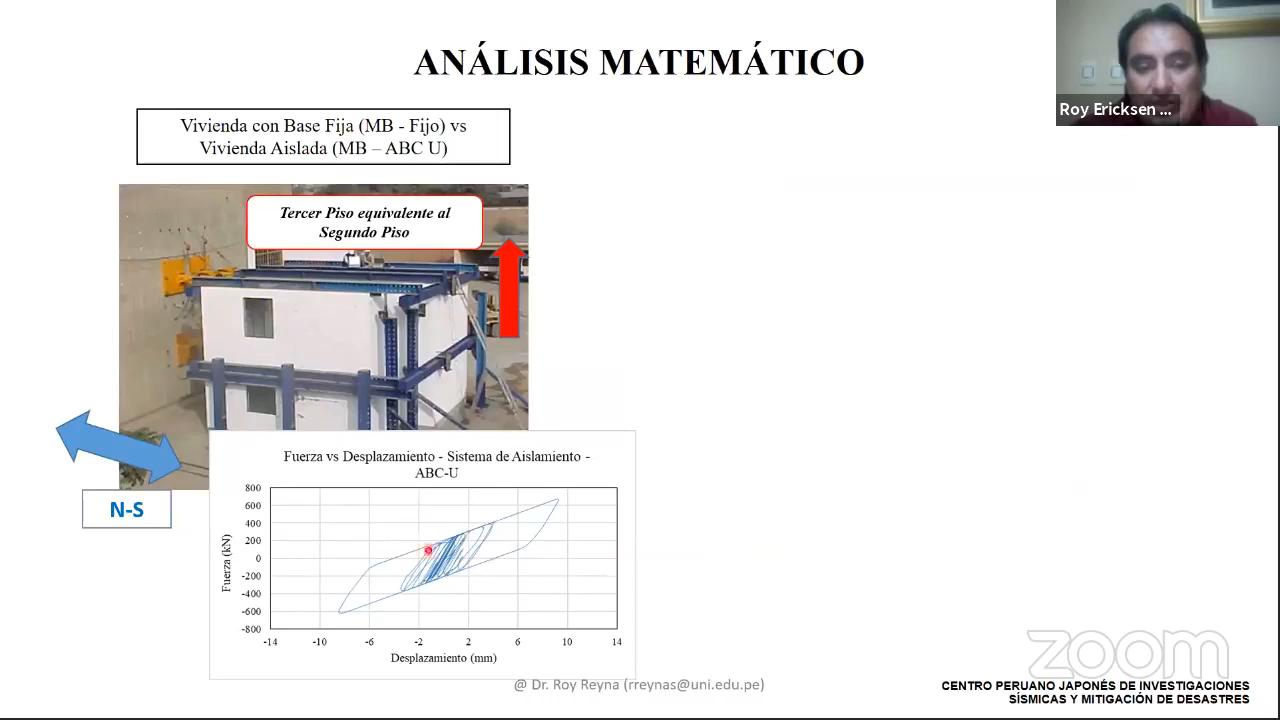 ANÁLISIS MATEMÁTICO
Roy Ericksen ...
Vivienda con Base Fija (MB - Fijo) vs
Vivienda Aislada (MB – ABC U)
Tercer Piso equivalente al
Segundo Piso
N-S
Fuerza vs Desplazamiento - Sistema de Aislamiento -
ABC-U
Fuerza (kN)
800
600
400
200
0
-200
-400
-600
-800
-14 -10 -6 -2 2 6 10 14
Desplazamiento (mm)
zoom
@ Dr. Roy Reyna (rreynas@uni.edu.pe)
CENTRO PERUANO JAPONÉS DE INVESTIGACIONES
SÍSMICAS Y MITIGACIÓN DE DESASTRES